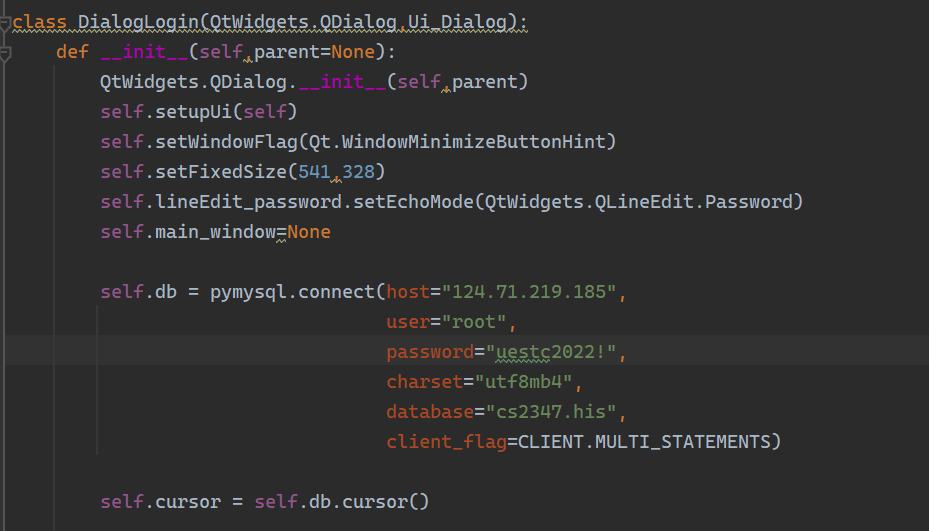 class DialogLogin(QtWidgets.QDialog,Ui_Dialog):
    def __init__(self,parent=None):
        QtWidgets.QDialog.__init__(self,parent)
        self.setupUi(self)
        self.setWindowFlag(Qt.WindowMinimizeButtonHint)
        self.setFixedSize(541,328)
        self.lineEdit_password.setEchoMode(QtWidgets.QLineEdit.Password)
        self.main_window=None

        self.db = pymysql.connect(host="124.71.219.185",
                                  user="root",
                                  password="uestc2022!",
                                  charset="utf8mb4",
                                  database="cs2347.his",
                                  client_flag=CLIENT.MULTI_STATEMENTS)

        self.cursor = self.db.cursor()